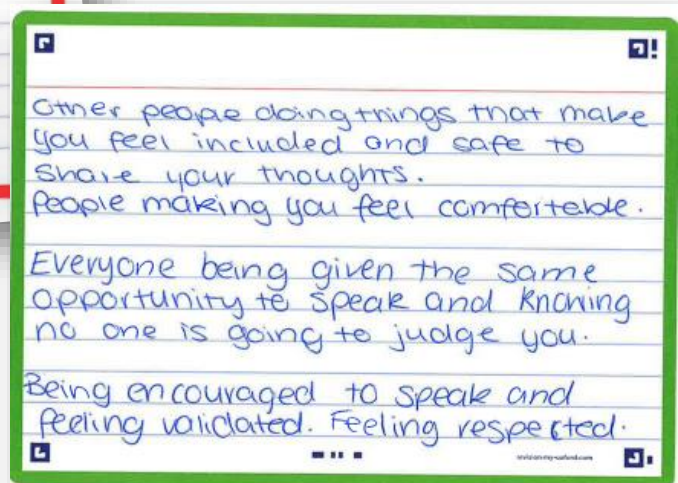 Other people doing things that make
you feel included and safe to
share your thoughts.
People making you feel comfortable.
Everyone being given the same
opportunity to speak and knowing
no one is going to judge you.
Being encouraged to speak and
feeling validated. Feeling respected.